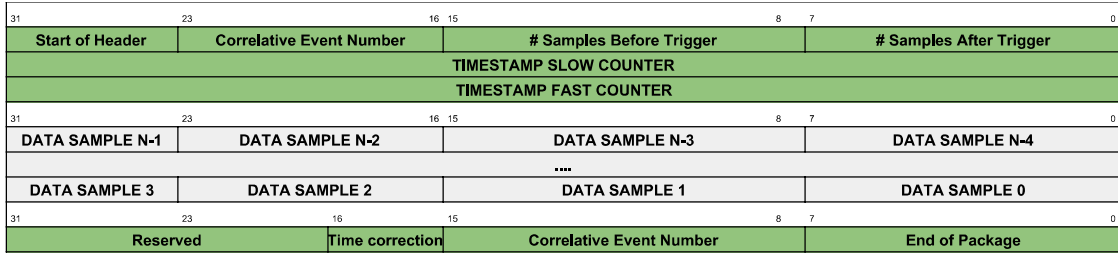 31 23 16 15 8 7 0
Start of Header Correlative Event Number # Samples Before Trigger # Samples After Trigger
TIMESTAMP SLOW COUNTER
TIMESTAMP FAST COUNTER
31 23 16 15 8 7 0
DATA SAMPLE N-1 DATA SAMPLE N-2 DATA SAMPLE N-3 DATA SAMPLE N-4
....
DATA SAMPLE 3 DATA SAMPLE 2 DATA SAMPLE 1 DATA SAMPLE 0
31 23 16 15 8 7 0
Reserved Time correction Correlative Event Number End of Package